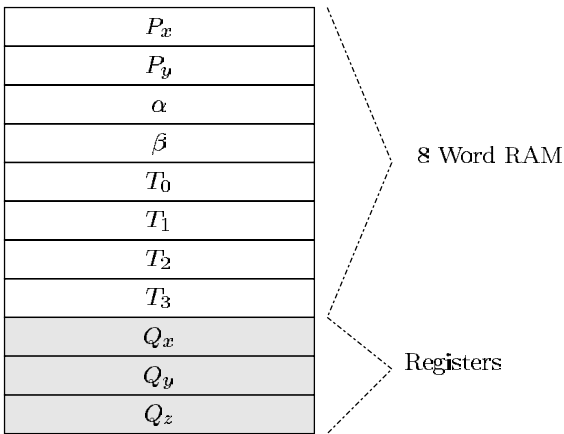 P_x
P_y
α
β
T_0
T_1
T_2
T_3
Q_x
Q_y
Q_z
8 Word RAM
Registers